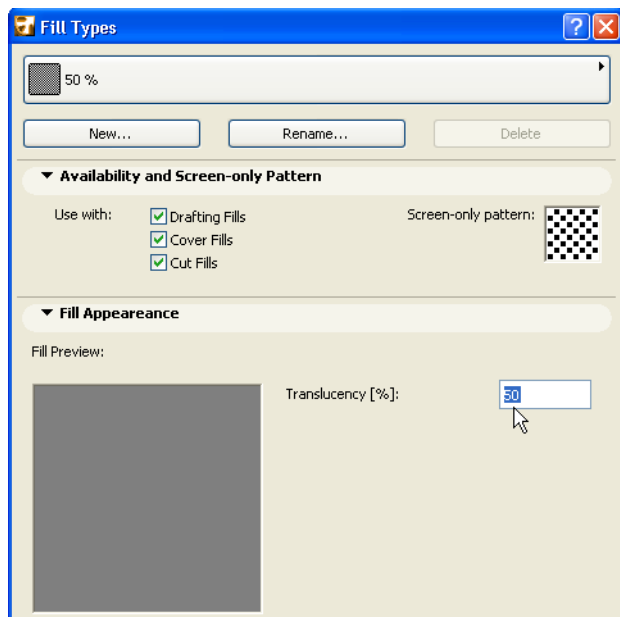 Fill Types
50 %
New... Rename... Delete
Availability and Screen-only Pattern
Use with: Drafting Fills Screen-only pattern:
Cover Fills
Cut Fills
Fill Appeareance
Fill Preview:
Translucency [%]: 50